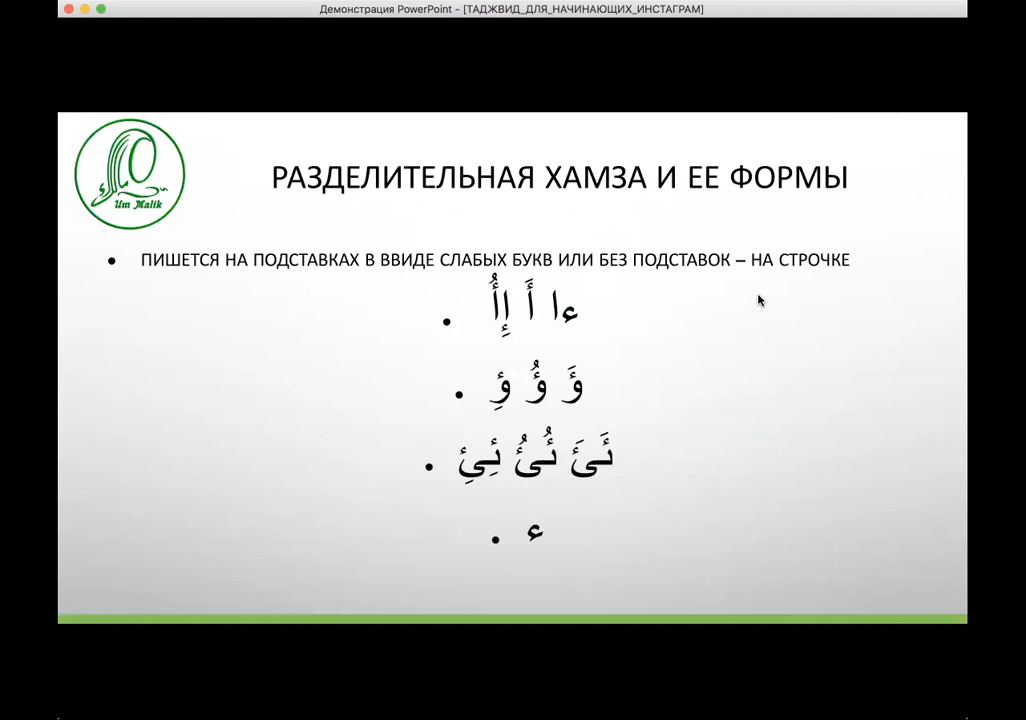 Демонстрация PowerPoint - [ТАДЖВИД_ДЛЯ_НАЧИНАЮЩИХ_ИНСТАГРАМ]
Um Malik
РАЗДЕЛИТЕЛЬНАЯ ХАМЗА И ЕЕ ФОРМЫ
• ПИШЕТСЯ НА ПОДСТАВКАХ В ВВИДЕ СЛАБЫХ БУКВ ИЛИ БЕЗ ПОДСТАВОК – НА СТРОЧКЕ
ءا أَ إِأُ •
ؤَ ؤُ ؤِ •
ئَئَ ئُئُ ئِئِ •
ء •